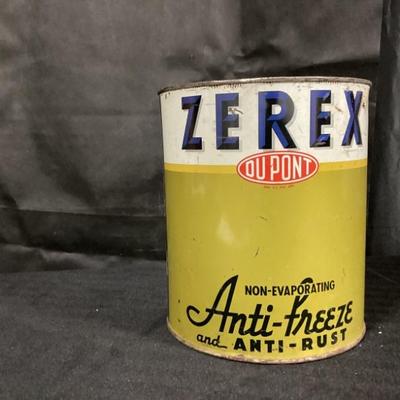 ZEREX
DU PONT
NON-EVAPORATING
Anti-freeze
and ANTI-RUST